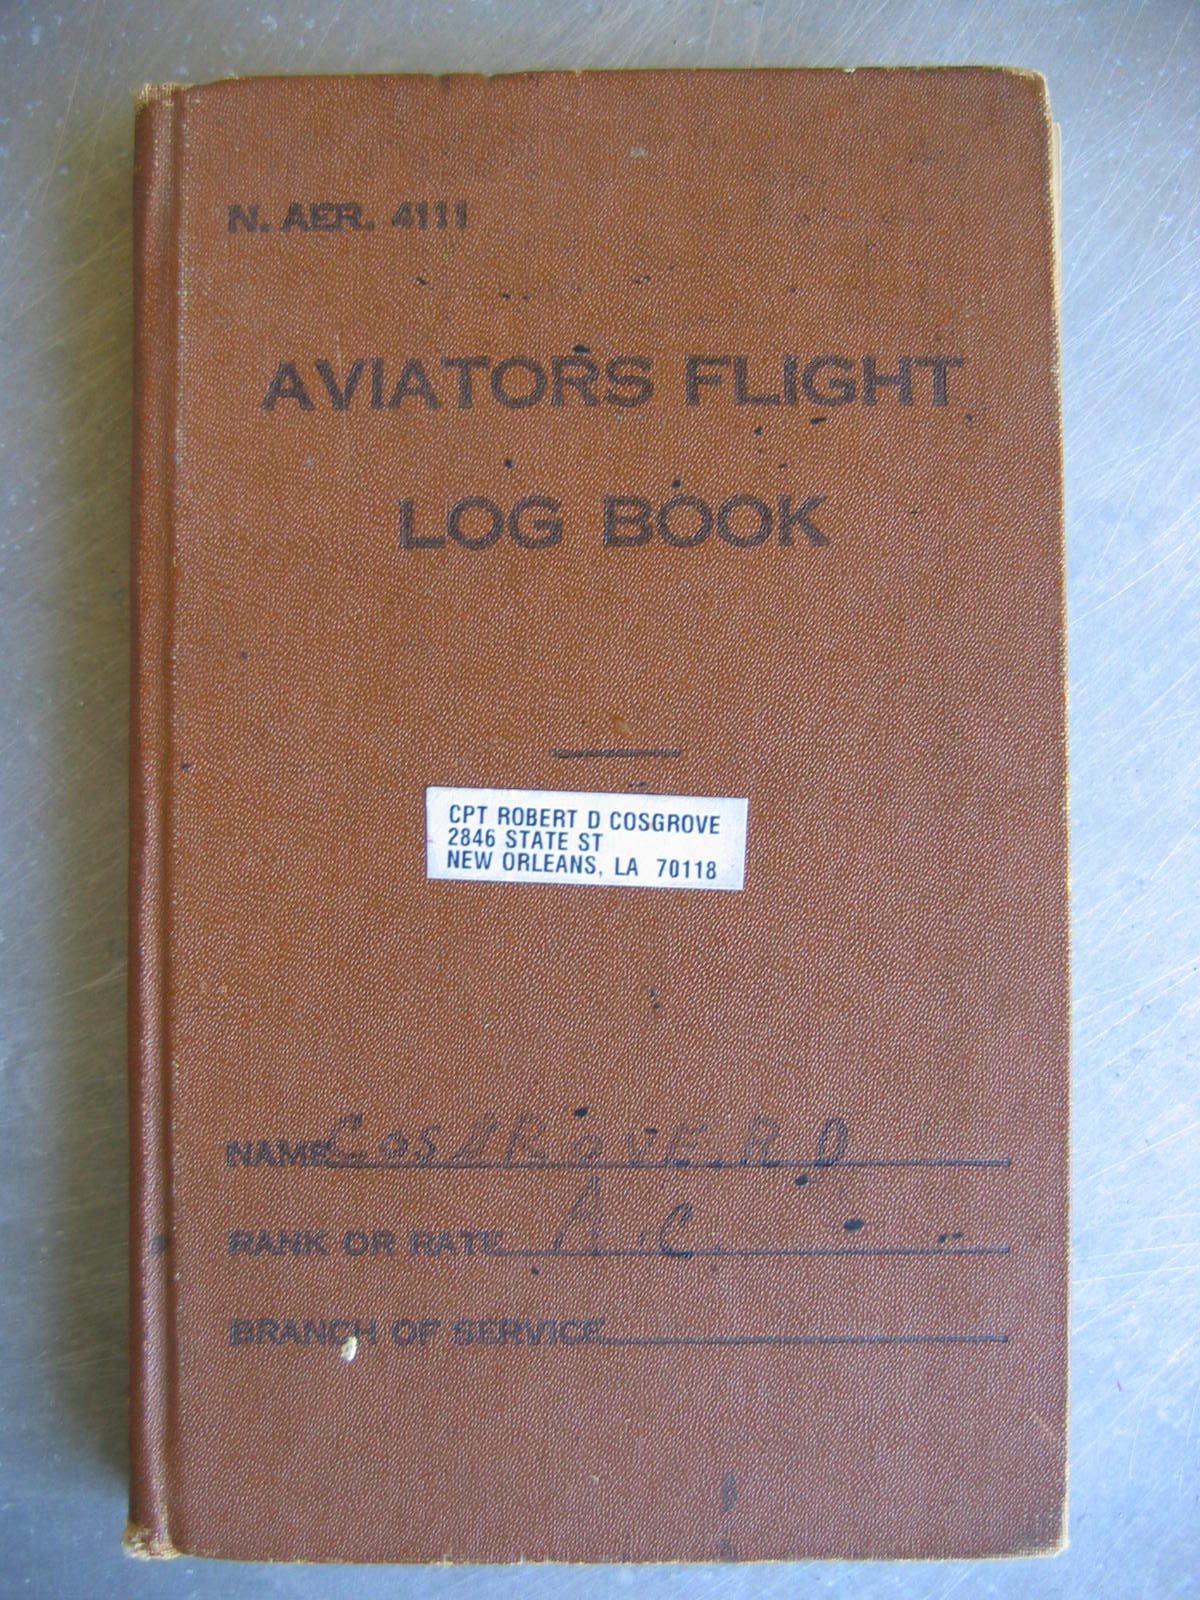 N. AER. 4111
AVIATORS FLIGHT
LOG BOOK
CPT ROBERT D COSGROVE
2846 STATE ST
NEW ORLEANS, LA 70118
NAME COSGROVE. R. D
RANK OR RATE A.C.
BRANCH OF SERVICE